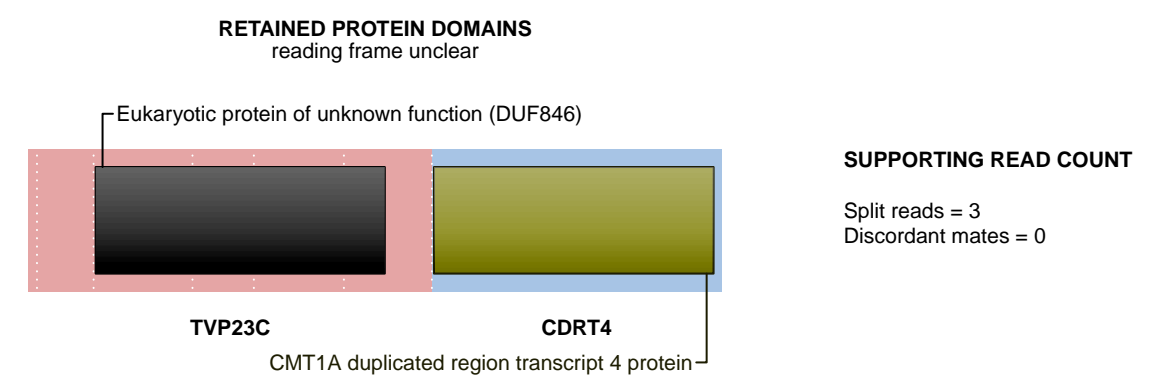 RETAINED PROTEIN DOMAINS
reading frame unclear
Eukaryotic protein of unknown function (DUF846)
SUPPORTING READ COUNT
Split reads = 3
Discordant mates = 0
TVP23C
CDRT4
CMT1A duplicated region transcript 4 protein